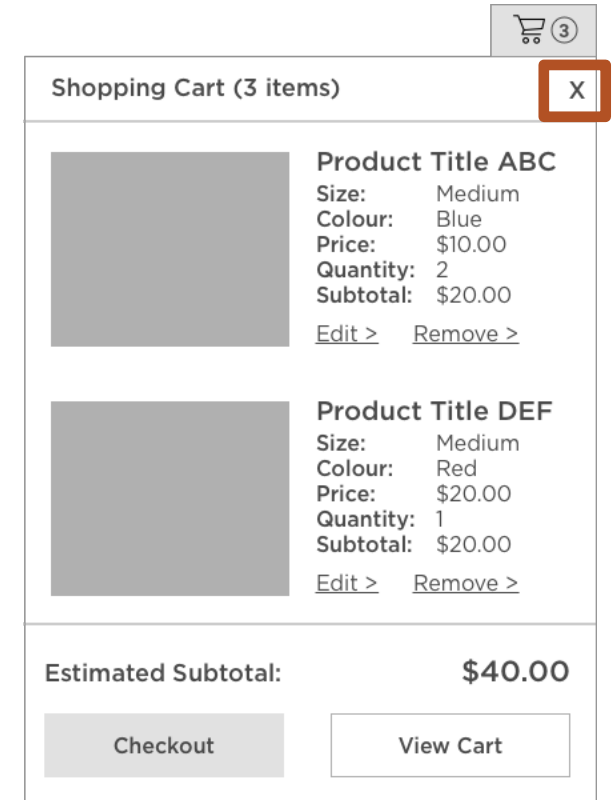 3
Shopping Cart (3 items)
X
Product Title ABC
Size: Medium
Colour: Blue
Price: $10.00
Quantity: 2
Subtotal: $20.00
Edit > Remove >
Product Title DEF
Size: Medium
Colour: Red
Price: $20.00
Quantity: 1
Subtotal: $20.00
Edit > Remove >
Estimated Subtotal: $40.00
Checkout View Cart